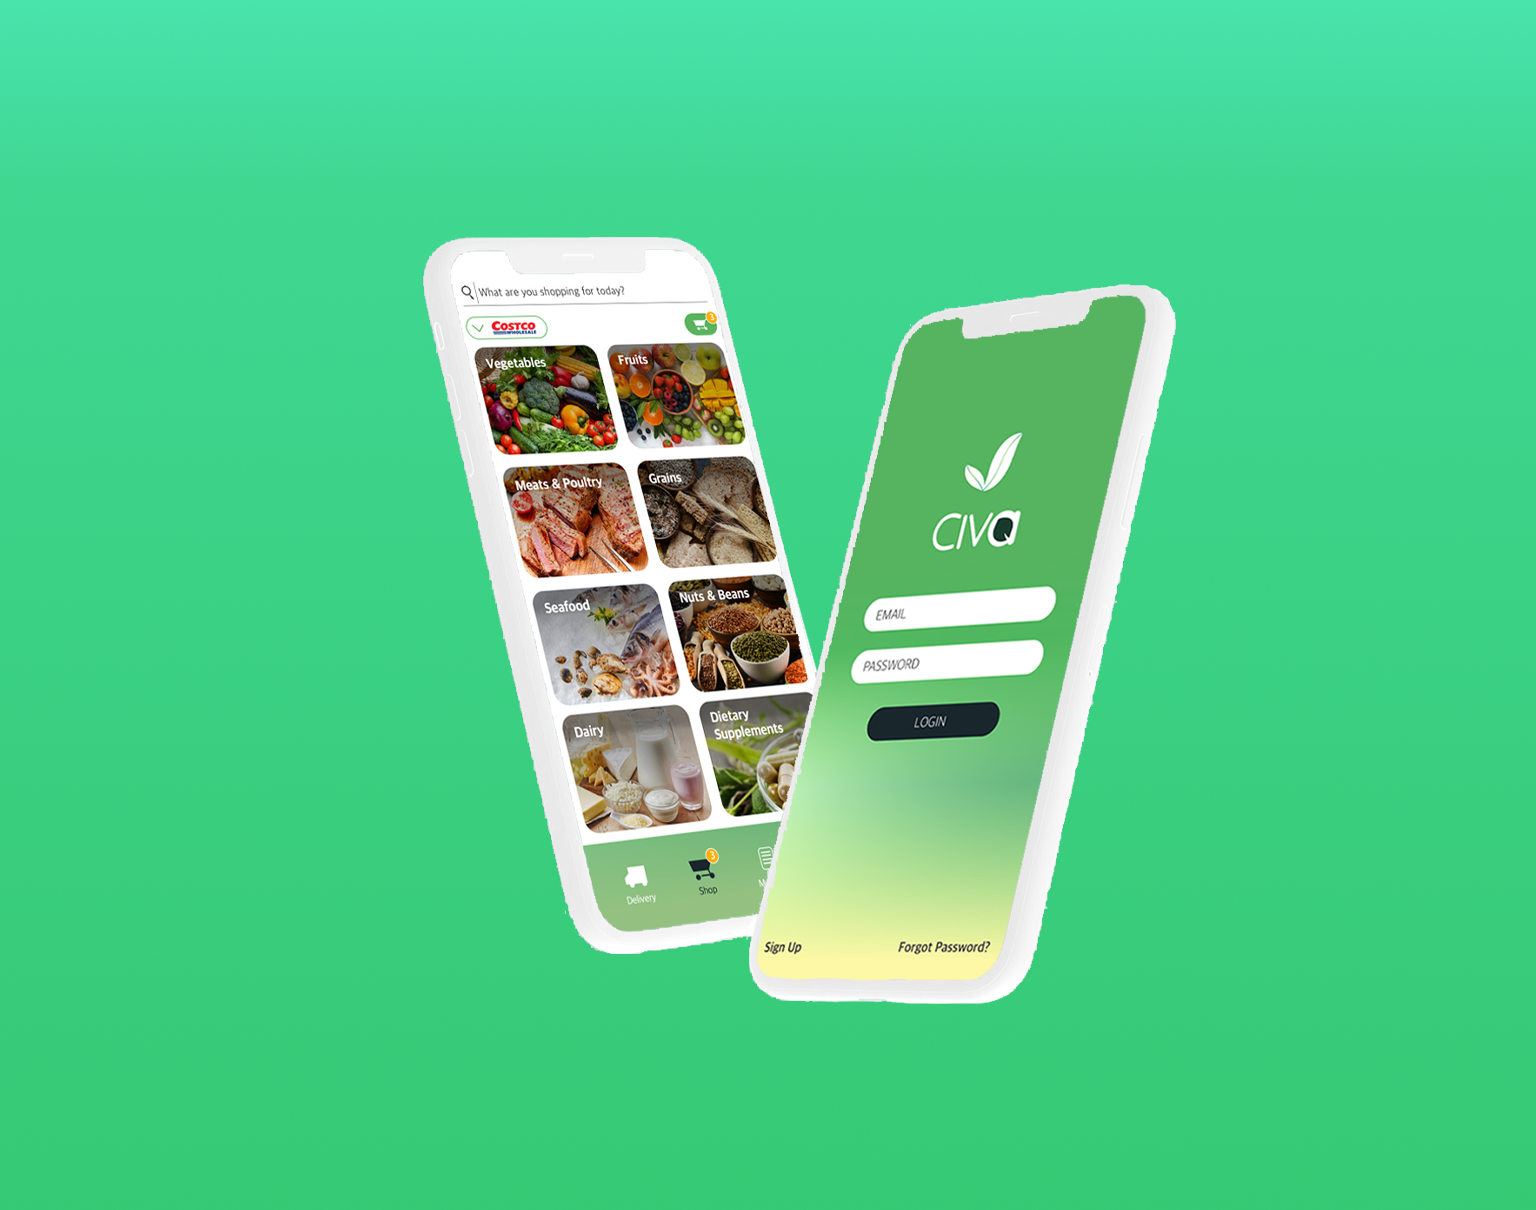 What are you shopping for today?
COSTCO
WHOLESALE
3
Vegetables
Fruits
Meats & Poultry
Grains
Seafood
Nuts & Beans
Dairy
Dietary
Supplements
3
Delivery
Shop
CIVQ
EMAIL
PASSWORD
LOGIN
Sign Up
Forgot Password?